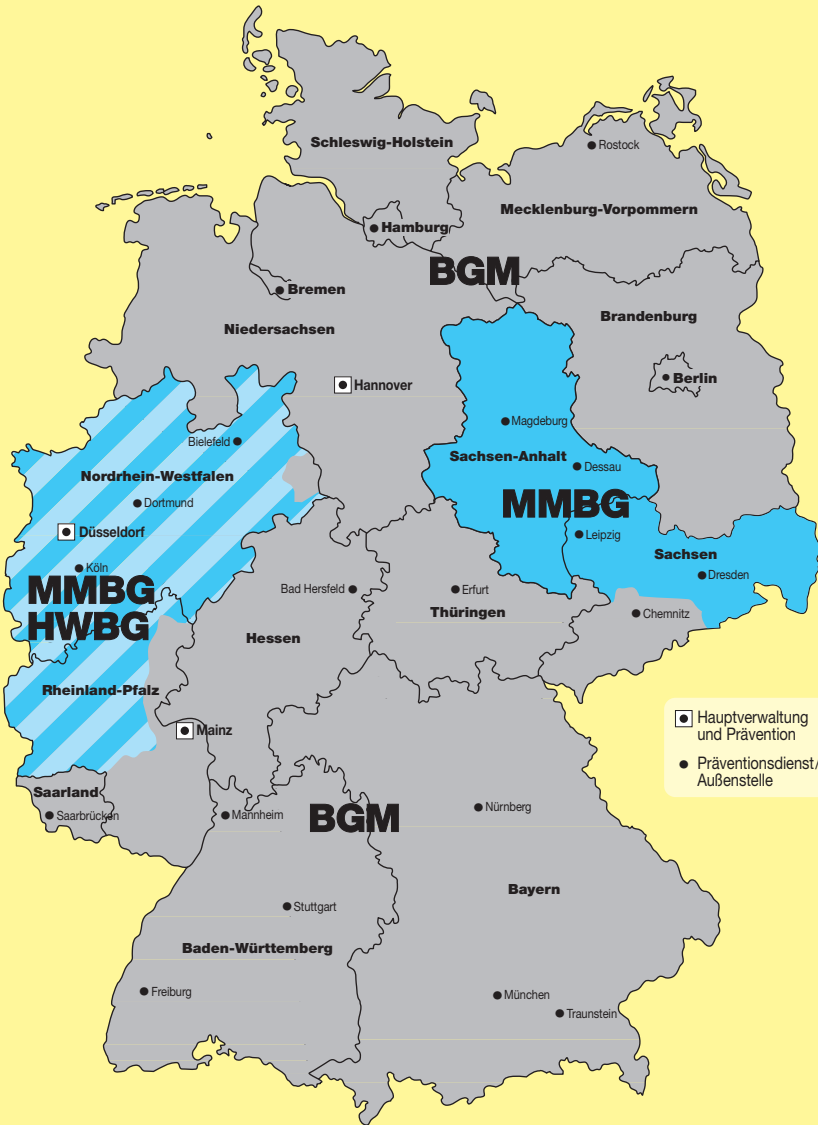 Schleswig-Holstein
Rostock
Mecklenburg-Vorpommern
Hamburg
BGM
Bremen
Brandenburg
Niedersachsen
Berlin
Hannover
Magdeburg
Bielefeld
Sachsen-Anhalt
Dessau
Nordrhein-Westfalen
Dortmund
MMBG
Düsseldorf
Leipzig
Sachsen
Köln
Dresden
MMBG
HWBG
Bad Hersfeld
Erfurt
Thüringen
Chemnitz
Hessen
Rheinland-Pfalz
Mainz
Hauptverwaltung
und Prävention
Präventionsdienst/
Außenstelle
Saarland
Saarbrücken
Mannheim
BGM
Nürnberg
Bayern
Stuttgart
Baden-Württemberg
Freiburg
München
Traunstein